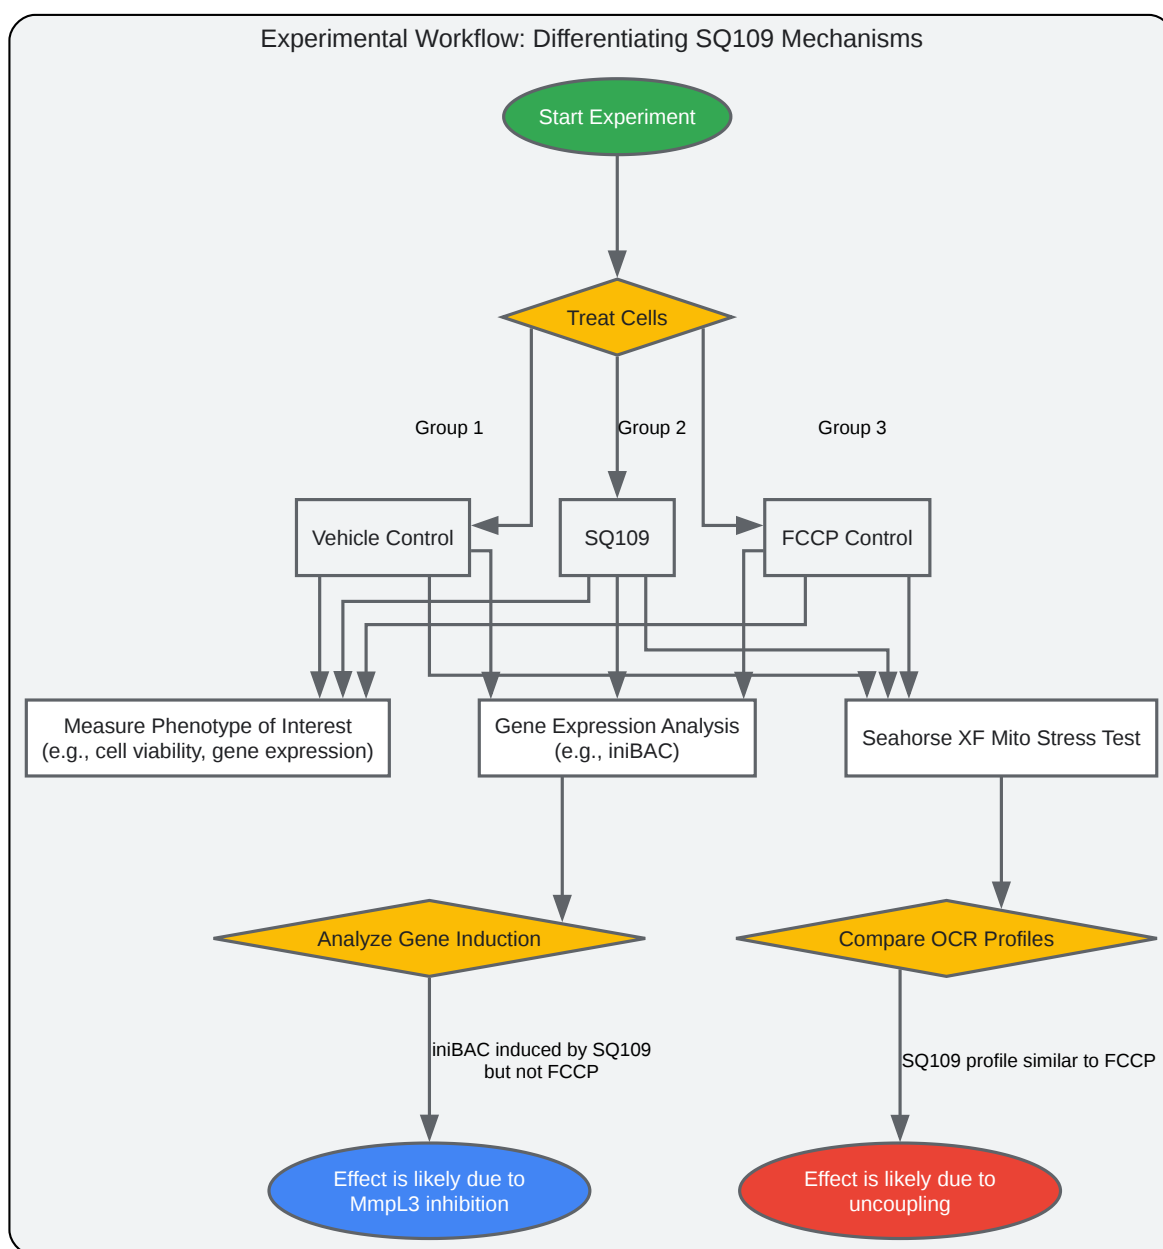 Experimental Workflow: Differentiating SQ109 Mechanisms
Start Experiment
Treat Cells
Group 1
Group 2
Group 3
Vehicle Control
SQ109
FCCP Control
Measure Phenotype of Interest
(e.g., cell viability, gene expression)
Gene Expression Analysis
(e.g., iniBAC)
Seahorse XF Mito Stress Test
Analyze Gene Induction
Compare OCR Profiles
iniBAC induced by SQ109
but not FCCP
SQ109 profile similar to FCCP
Effect is likely due to
MmpL3 inhibition
Effect is likely due to
uncoupling